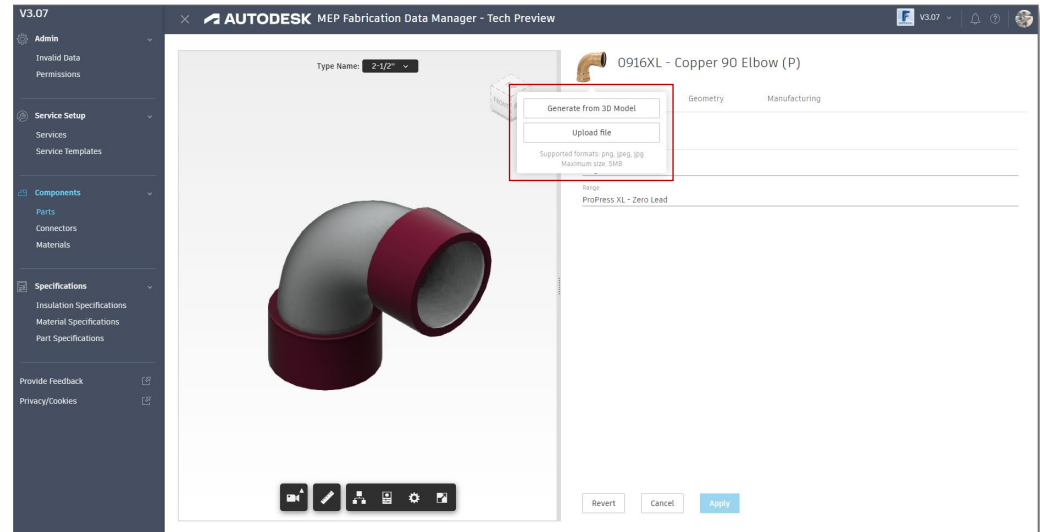 V3.07
AUTODESK MEP Fabrication Data Manager - Tech Preview
V3.07
Admin
Invalid Data
Permissions
Service Setup
Services
Service Templates
Components
Parts
Connectors
Materials
Specifications
Insulation Specifications
Material Specifications
Part Specifications
Provide Feedback
Privacy/Cookies
Type Name: 2-1/2"
FRONT
0916XL - Copper 90 Elbow (P)
Geometry
Manufacturing
Generate from 3D Model
Upload file
Supported formats: png, jpeg, jpg
Maximum size: 5MB
Range
ProPress XL - Zero Lead
Revert
Cancel
Apply